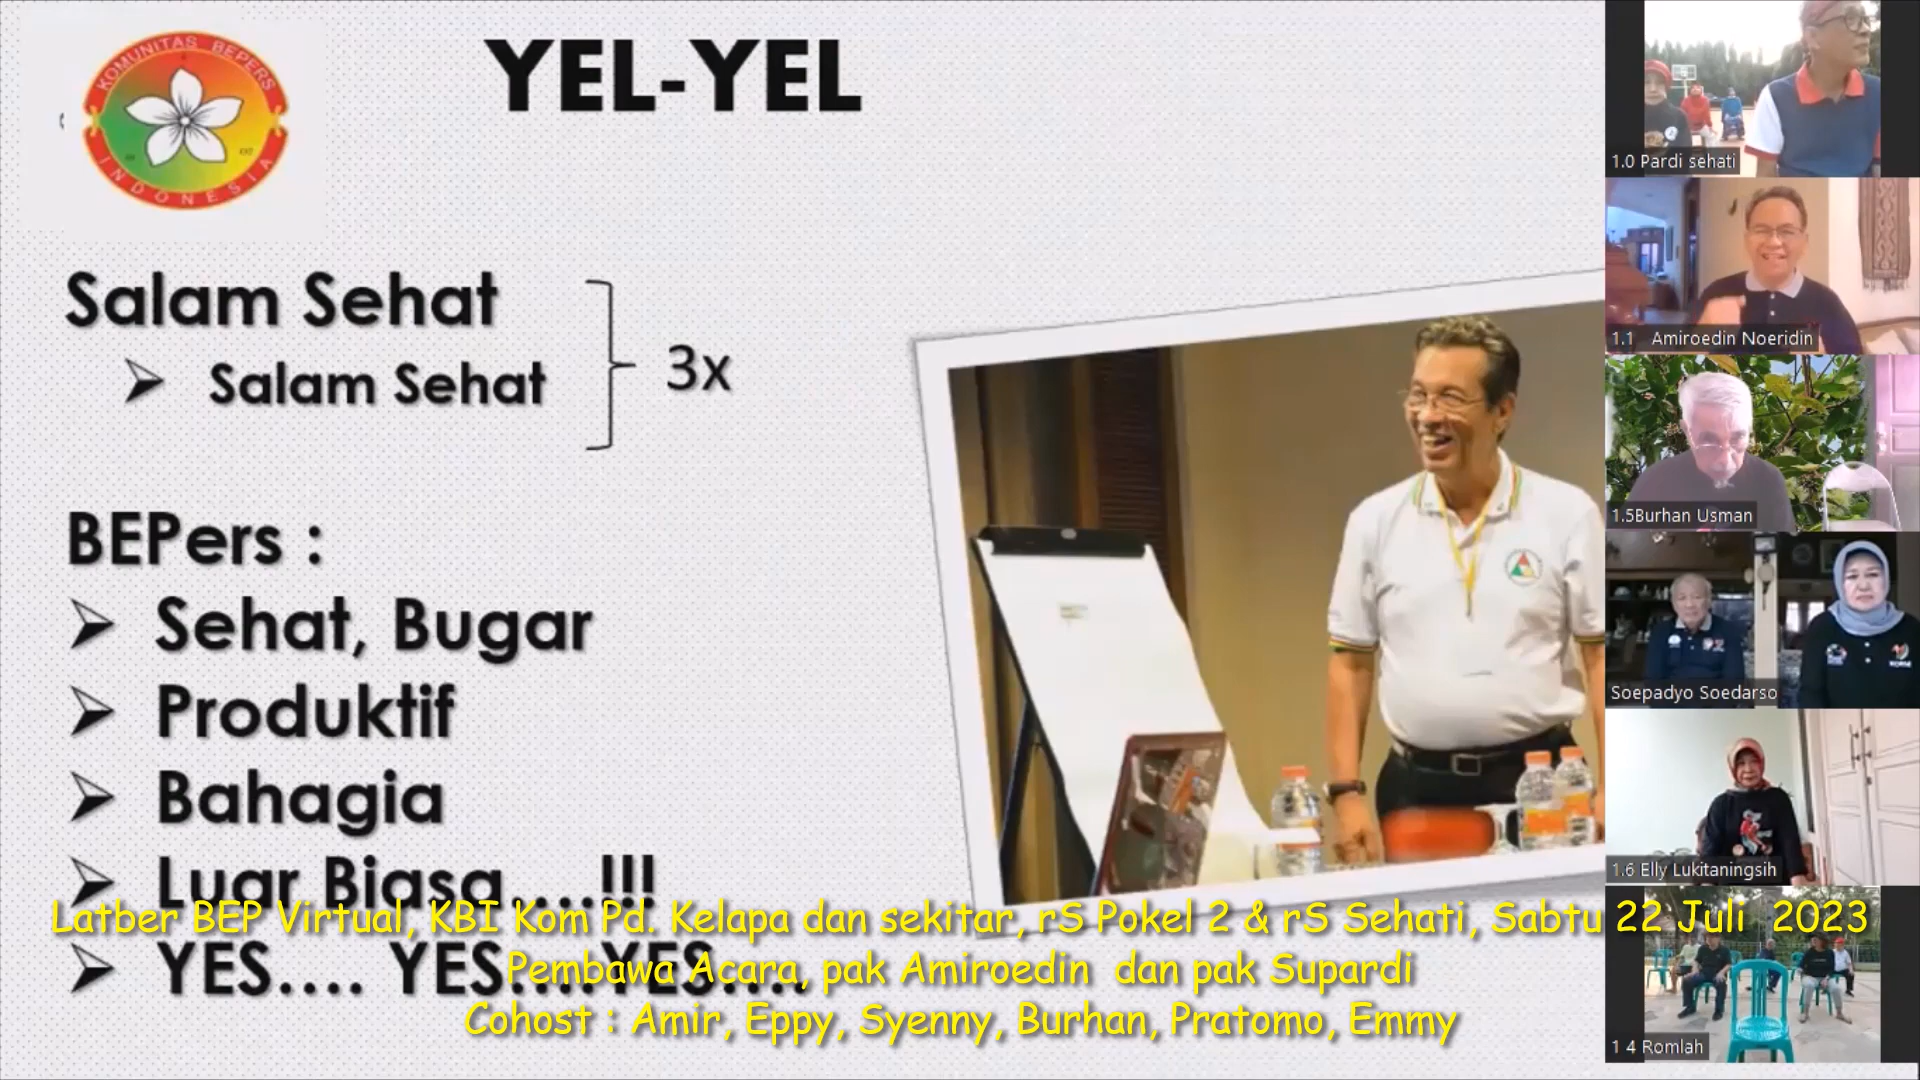 KOMUNITAS BEPERS
INDONESIA
YEL-YEL
Salam Sehat
Salam Sehat
3x
BEPers :
Sehat, Bugar
Produktif
Bahagia
Luar Biasa....!!!
YES.... YES....YES....
Latber BEP Virtual, KBI Kom Pd. Kelapa dan sekitar, rS Pokel 2 & rS Sehati, Sabtu 22 Juli 2023
Pembawa Acara, pak Amiroedin dan pak Supardi
Cohost : Amir, Eppy, Syenny, Burhan, Pratomo, Emmy
1.0 Pardi sehati
1.1 Amiroedin Noeridin
1.5Burhan Usman
Soepadyo Soedarso
1.6 Elly Lukitaningsih
1 4 Romlah